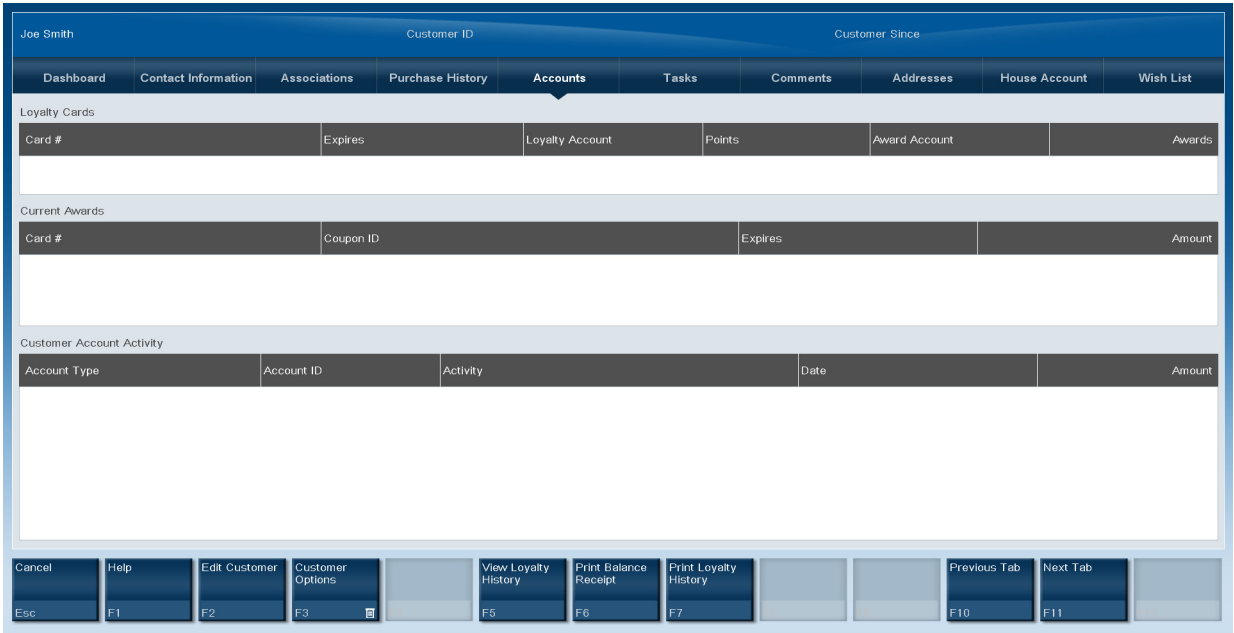 Joe Smith Customer ID Customer Since
Dashboard Contact Information Associations Purchase History Accounts Tasks Comments Addresses House Account Wish List
Loyalty Cards
Card # Expires Loyalty Account Points Award Account Awards
Current Awards
Card # Coupon ID Expires Amount
Customer Account Activity
Account Type Account ID Activity Date Amount
Cancel Help Edit Customer Customer View Loyalty Print Balance Print Loyalty Previous Tab Next Tab
Options History Receipt History
Esc F1 F2 F3 F5 F6 F7 F10 F11